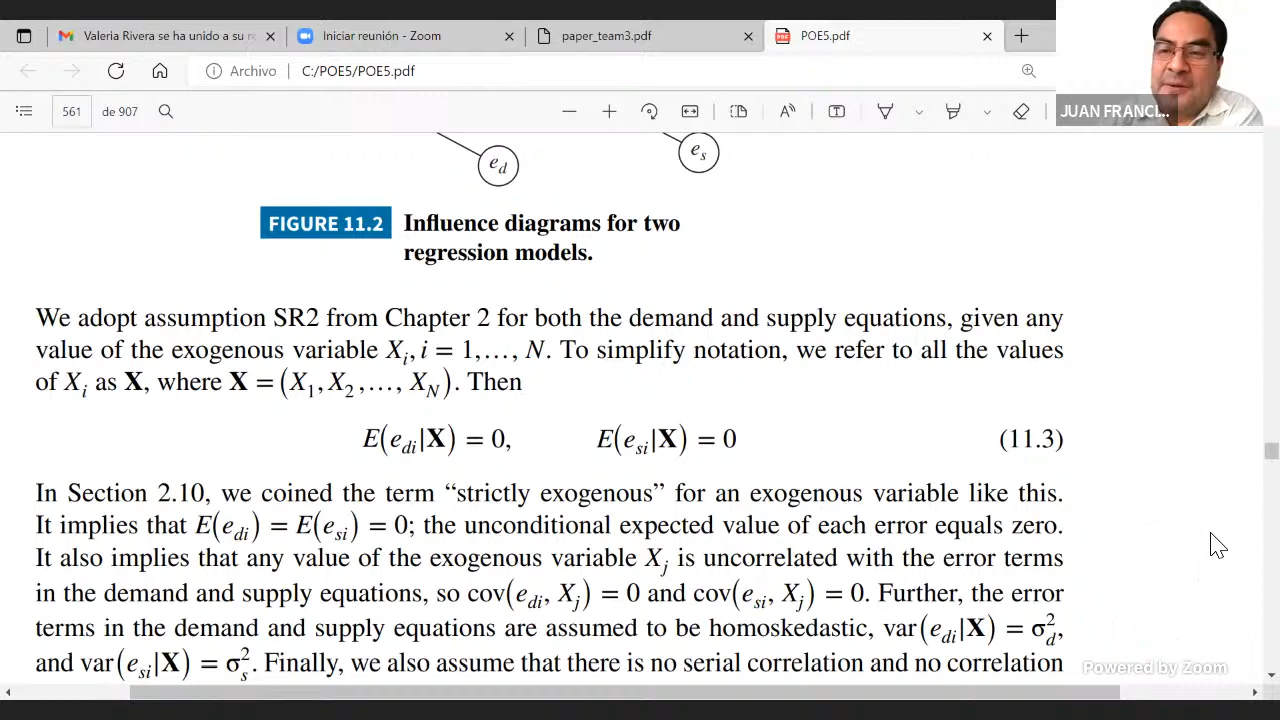 Valeria Rivera se ha unido a su re
Iniciar reunión - Zoom
paper_team3.pdf
POE5.pdf
Archivo
C:/POE5/POE5.pdf
561
de 907
JUAN FRANCI...
e_d
e_s
FIGURE 11.2 Influence diagrams for two
regression models.
We adopt assumption SR2 from Chapter 2 for both the demand and supply equations, given any
value of the exogenous variable X_i, i = 1,…, N. To simplify notation, we refer to all the values
of X_i as X, where X = (X_1, X_2,…, X_N). Then
E(e_di|X) = 0, E(e_si|X) = 0 (11.3)
In Section 2.10, we coined the term “strictly exogenous” for an exogenous variable like this.
It implies that E(e_di) = E(e_si) = 0; the unconditional expected value of each error equals zero.
It also implies that any value of the exogenous variable X_j is uncorrelated with the error terms
in the demand and supply equations, so cov(e_di, X_j) = 0 and cov(e_si, X_j) = 0. Further, the error
terms in the demand and supply equations are assumed to be homoskedastic, var(e_di|X) = σ²_d,
and var(e_si|X) = σ²_s. Finally, we also assume that there is no serial correlation and no correlation
Powered by Zoom